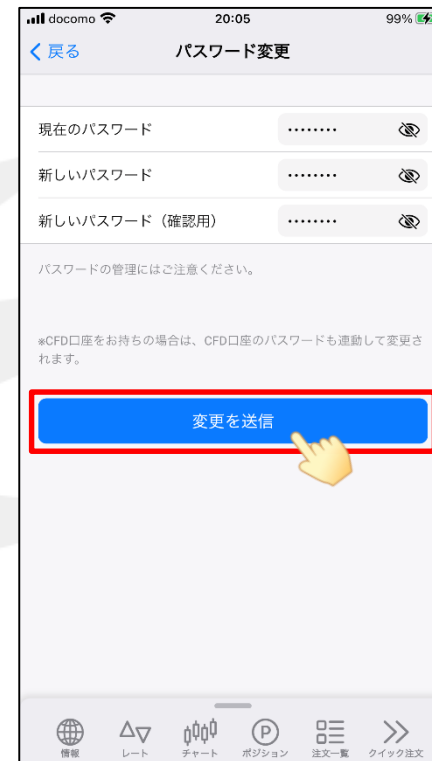 docomo 20:05 99%
戻る パスワード変更
現在のパスワード ••••••••
新しいパスワード ••••••••
新しいパスワード（確認用） ••••••••
パスワードの管理にはご注意ください。
※CFD口座をお持ちの場合は、CFD口座のパスワードも連動して変更さ
れます。
変更を送信
情報 レート チャート ポジション 注文一覧 クイック注文